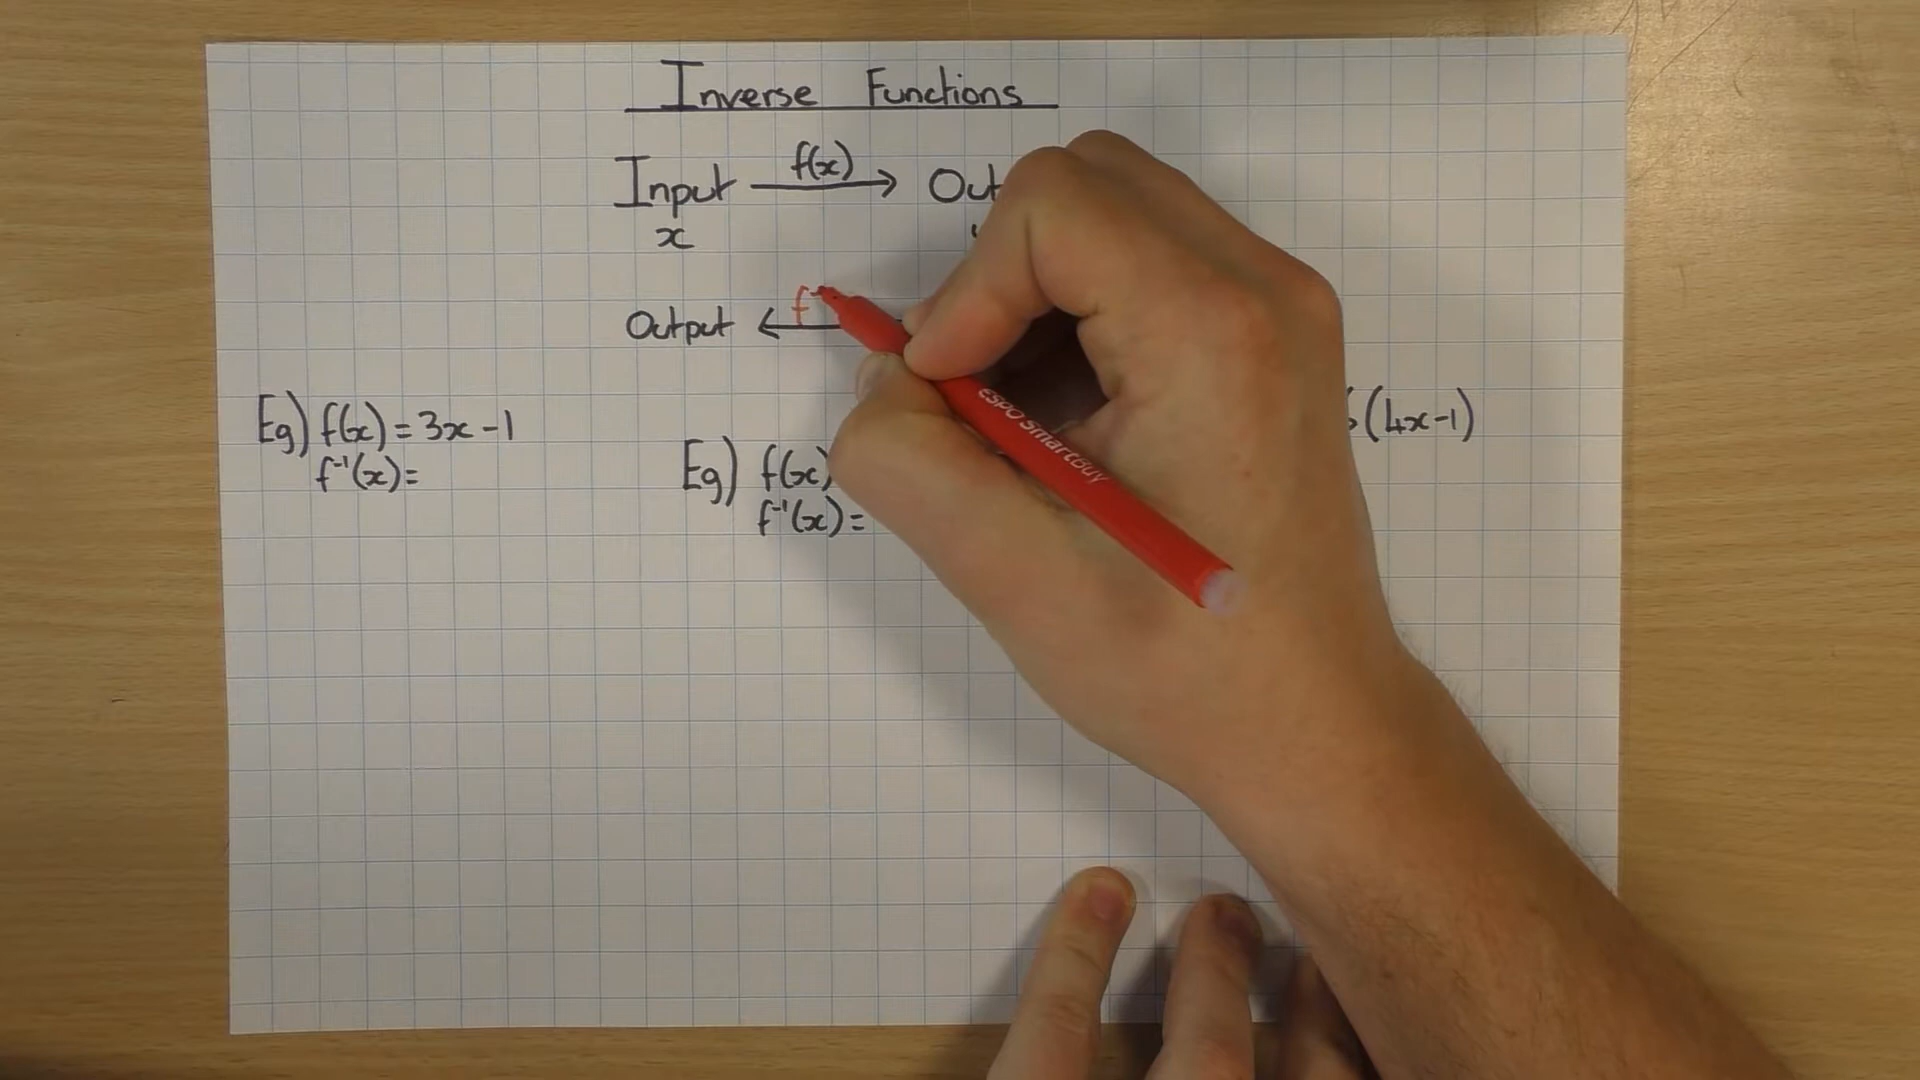 Inverse Functions
f(x)
Input → Out
x
f
Output ←
Eg) f(x) = 3x - 1
f⁻¹(x) =
Eg) f(x)
f⁻¹(x) =
(4x-1)
ESPO smartBUY